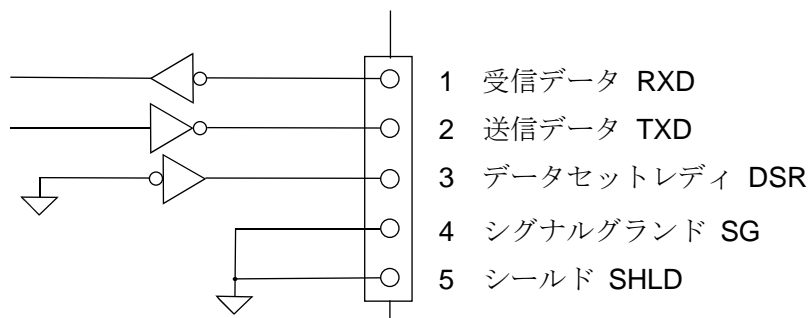 1 受信データ RXD
2 送信データ TXD
3 データセットレディ DSR
4 シグナルグランド SG
5 シールド SHLD